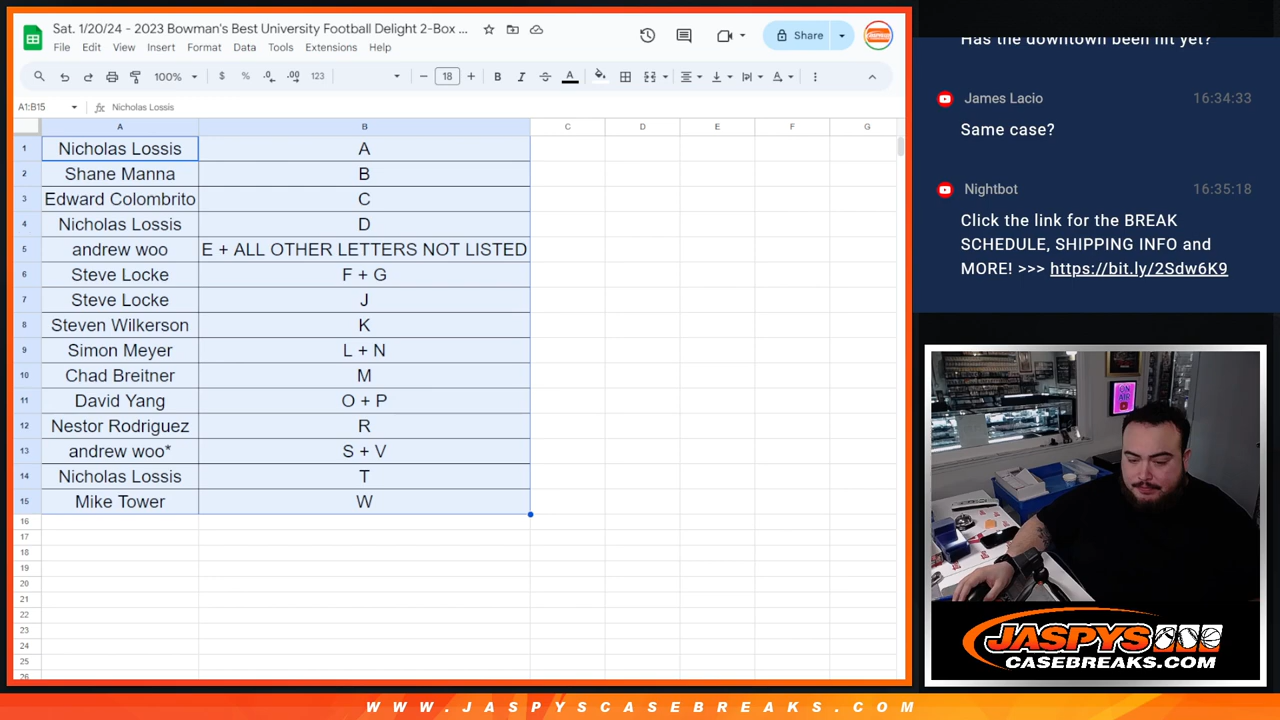 Sat. 1/20/24 - 2023 Bowman's Best University Football Delight 2-Box ...
File Edit View Insert Format Data Tools Extensions Help
Share
100% $ % .0 .00 123 18 B I A
A1:B15 fx Nicholas Lossis
A B C D E F G
1 Nicholas Lossis A
2 Shane Manna B
3 Edward Colombrito C
4 Nicholas Lossis D
5 andrew woo E + ALL OTHER LETTERS NOT LISTED
6 Steve Locke F + G
7 Steve Locke J
8 Steven Wilkerson K
9 Simon Meyer L + N
10 Chad Breitner M
11 David Yang O + P
12 Nestor Rodriguez R
13 andrew woo* S + V
14 Nicholas Lossis T
15 Mike Tower W
16
17
18
19
20
21
22
23
24
25
26
Has the downtown been hit yet?
James Lacio 16:34:33
Same case?
Nightbot 16:35:18
Click the link for the BREAK
SCHEDULE, SHIPPING INFO and
MORE! >>> https://bit.ly/2Sdw6K9
ON
AIR
JASPYS
CASEBREAKS.COM
WWW.JASPYSCASEBREAKS.COM